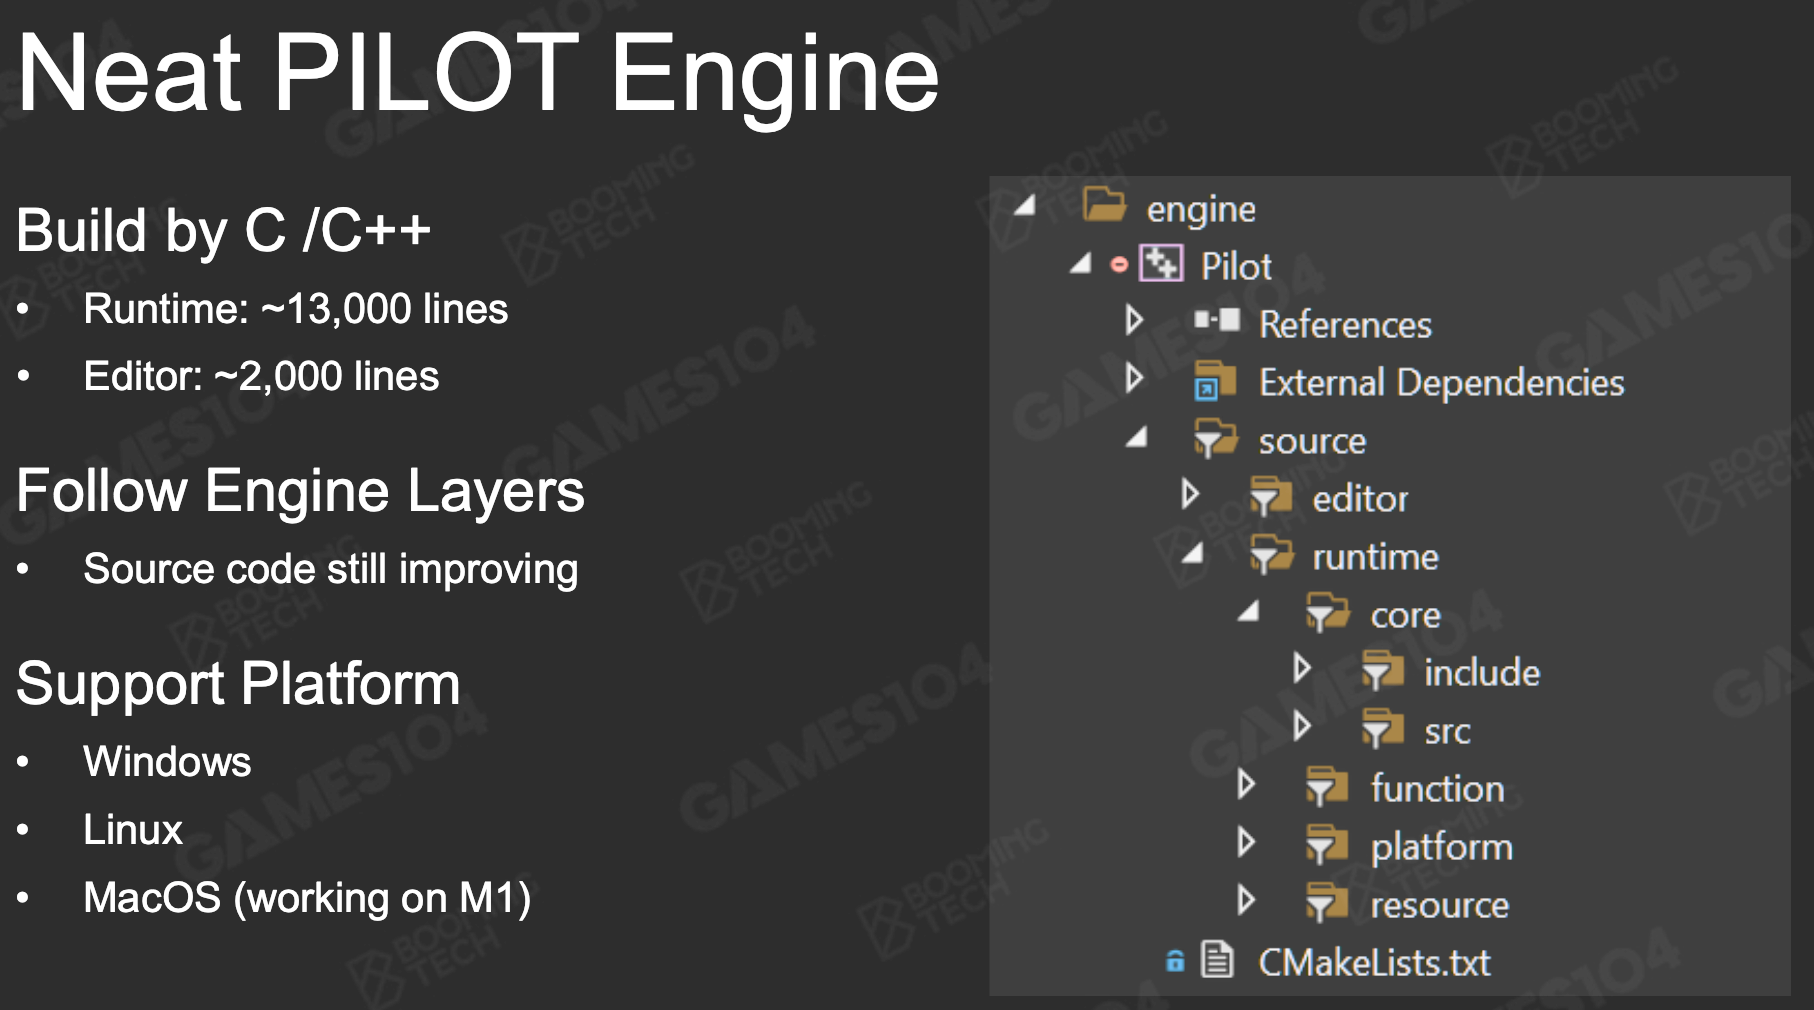 Neat PILOT Engine
Build by C /C++
• Runtime: ~13,000 lines
• Editor: ~2,000 lines
Follow Engine Layers
• Source code still improving
Support Platform
• Windows
• Linux
• MacOS (working on M1)
engine
Pilot
References
External Dependencies
source
editor
runtime
core
include
src
function
platform
resource
CMakeLists.txt
GAMES104
BOOMING
TECH